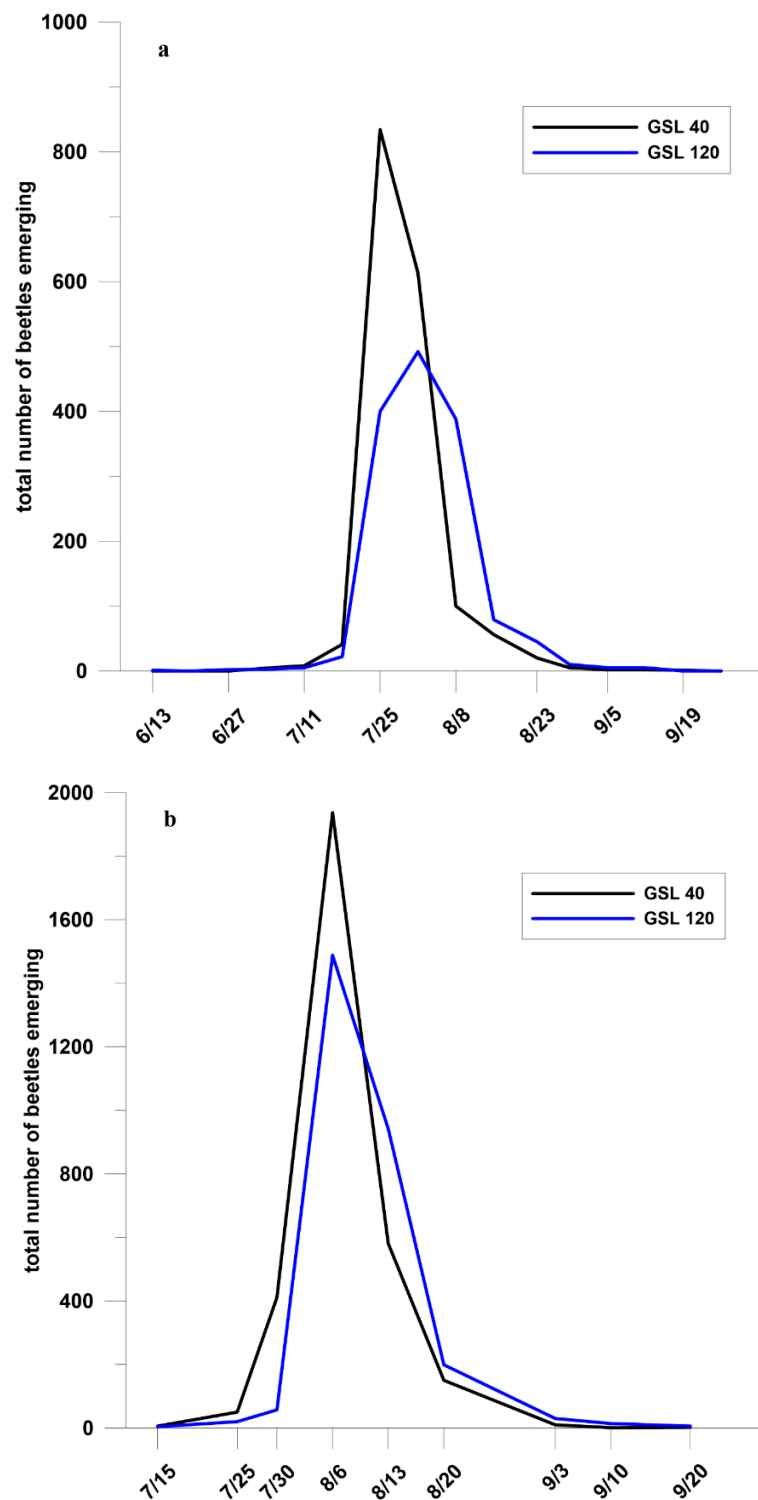 a
1000
800
600
400
200
0
total number of beetles emerging
GSL 40
GSL 120
6/13 6/27 7/11 7/25 8/8 8/23 9/5 9/19
b
2000
1600
1200
800
400
0
total number of beetles emerging
GSL 40
GSL 120
7/15 7/25 7/30 8/6 8/13 8/20 9/3 9/10 9/20